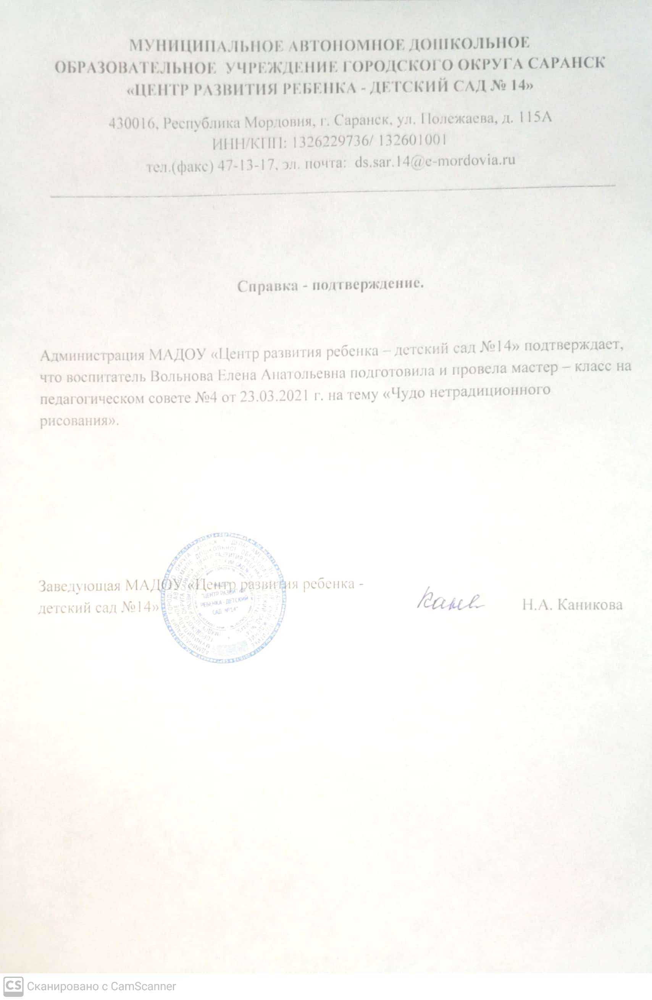 МУНИЦИПАЛЬНОЕ АВТОНОМНОЕ ДОШКОЛЬНОЕ
ОБРАЗОВАТЕЛЬНОЕ УЧРЕЖДЕНИЕ ГОРОДСКОГО ОКРУГА САРАНСК
«ЦЕНТР РАЗВИТИЯ РЕБЕНКА - ДЕТСКИЙ САД № 14»
430016, Республика Мордовия, г. Саранск, ул. Полежаева, д. 115А
ИНН/КПП: 1326229736/ 132601001
тел.(факс) 47-13-17, эл. почта: ds.sar.14@e-mordovia.ru
Справка - подтверждение.
Администрация МАДОУ «Центр развития ребенка – детский сад №14» подтверждает,
что воспитатель Вольнова Елена Анатольевна подготовила и провела мастер – класс на
педагогическом совете №4 от 23.03.2021 г. на тему «Чудо нетрадиционного
рисования».
Заведующая МАДОУ «Центр развития ребенка -
детский сад №14»
Н.А. Каникова
"ЦЕНТР РАЗВИТИЯ
РЕБЕНКА - ДЕТСКИЙ
САД №14"
CS Сканировано с CamScanner